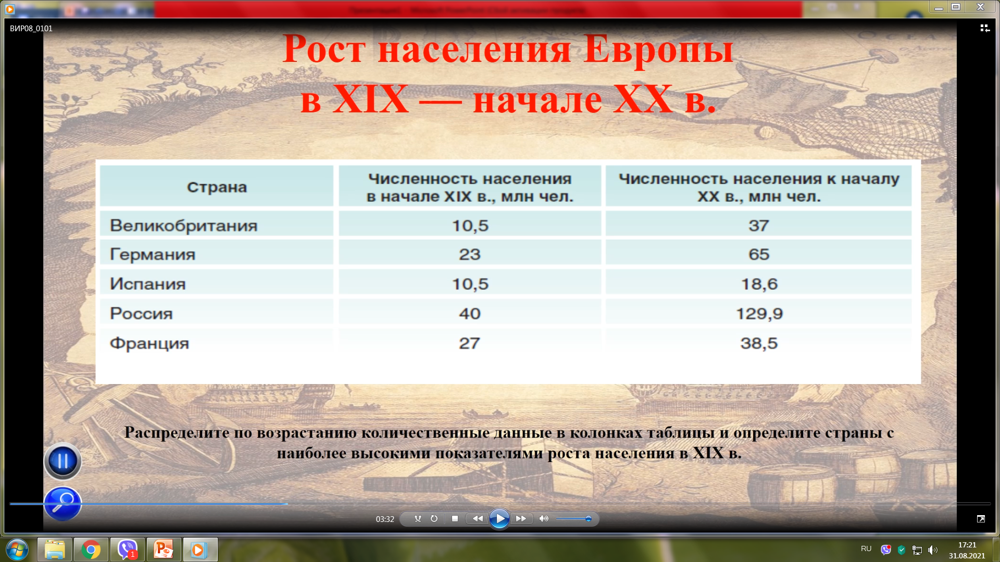 ВИР08_0101
Рост населения Европы
в XIX — начале XX в.
Страна
Численность населения
в начале XIX в., млн чел.
Численность населения к началу
XX в., млн чел.
Великобритания 10,5 37
Германия 23 65
Испания 10,5 18,6
Россия 40 129,9
Франция 27 38,5
Распределите по возрастанию количественные данные в колонках таблицы и определите страны с
наиболее высокими показателями роста населения в XIX в.
03:32
1
RU
17:21
31.08.2021